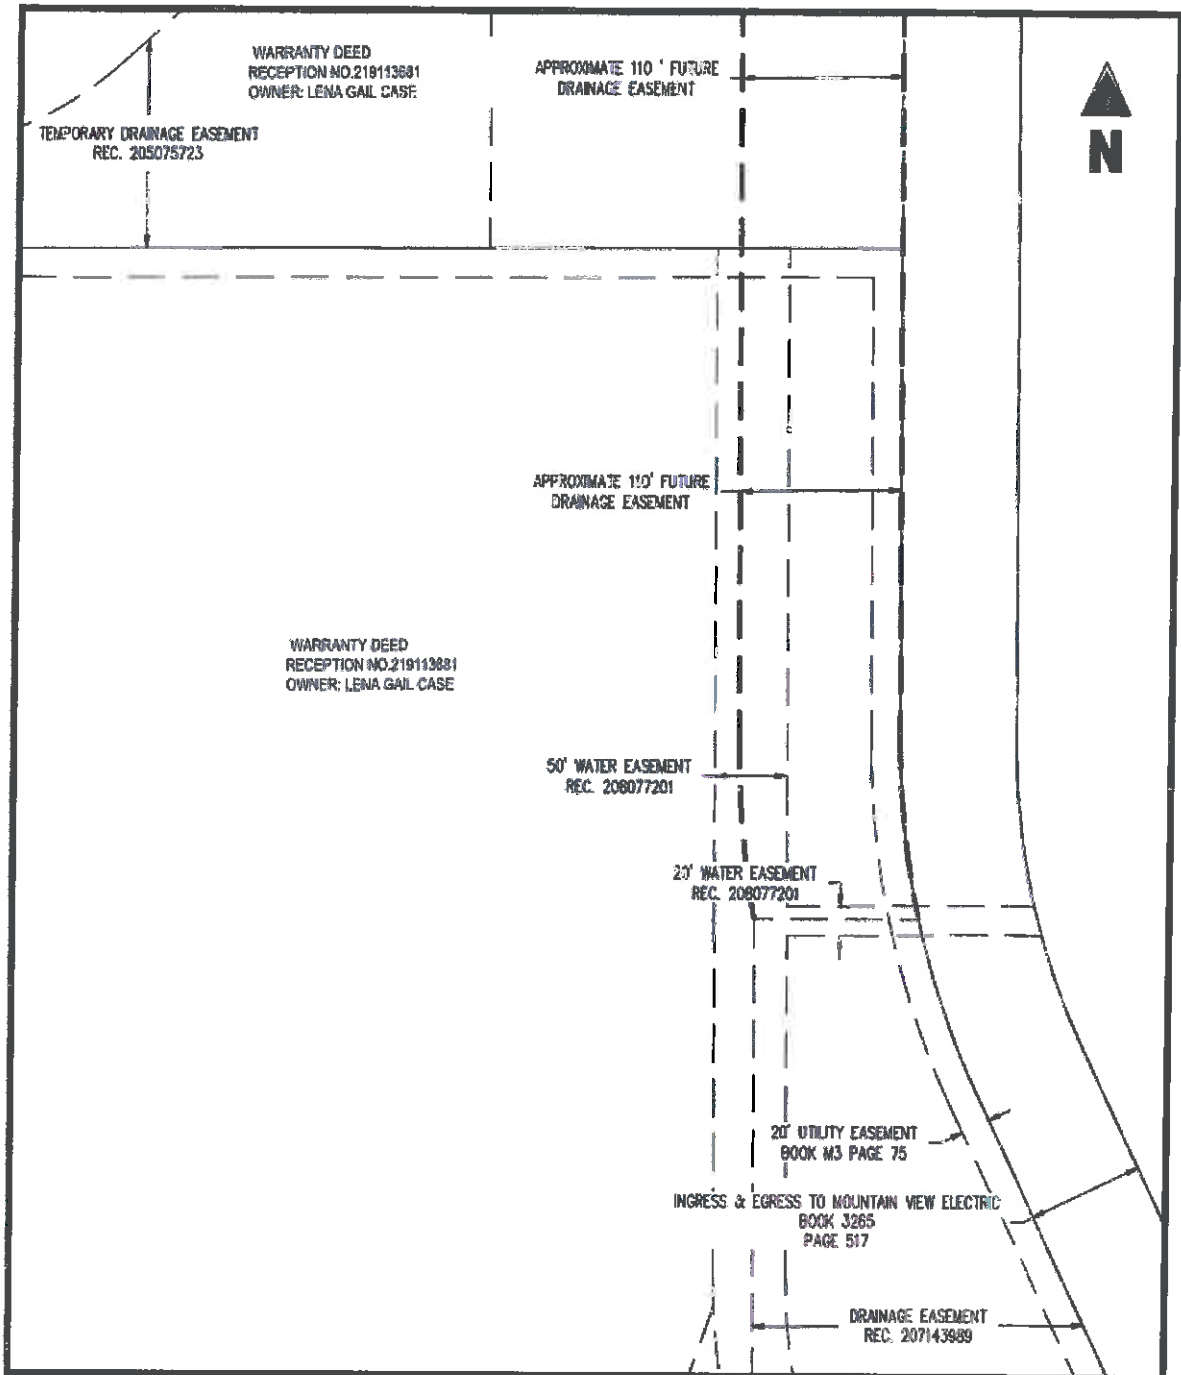 WARRANTY DEED
RECEPTION NO.219113681
OWNER: LENA GAIL CASE
APPROXIMATE 110 ' FUTURE
DRAINAGE EASEMENT
N
TEMPORARY DRAINAGE EASEMENT
REC. 205075723
APPROXIMATE 110' FUTURE
DRAINAGE EASEMENT
WARRANTY DEED
RECEPTION NO.219113681
OWNER: LENA GAIL CASE
50' WATER EASEMENT
REC. 208077201
20' WATER EASEMENT
REC. 208077201
20' UTILITY EASEMENT
BOOK M3 PAGE 75
INGRESS & EGRESS TO MOUNTAIN VIEW ELECTRIC
BOOK 3265
PAGE 517
DRAINAGE EASEMENT
REC. 207143989